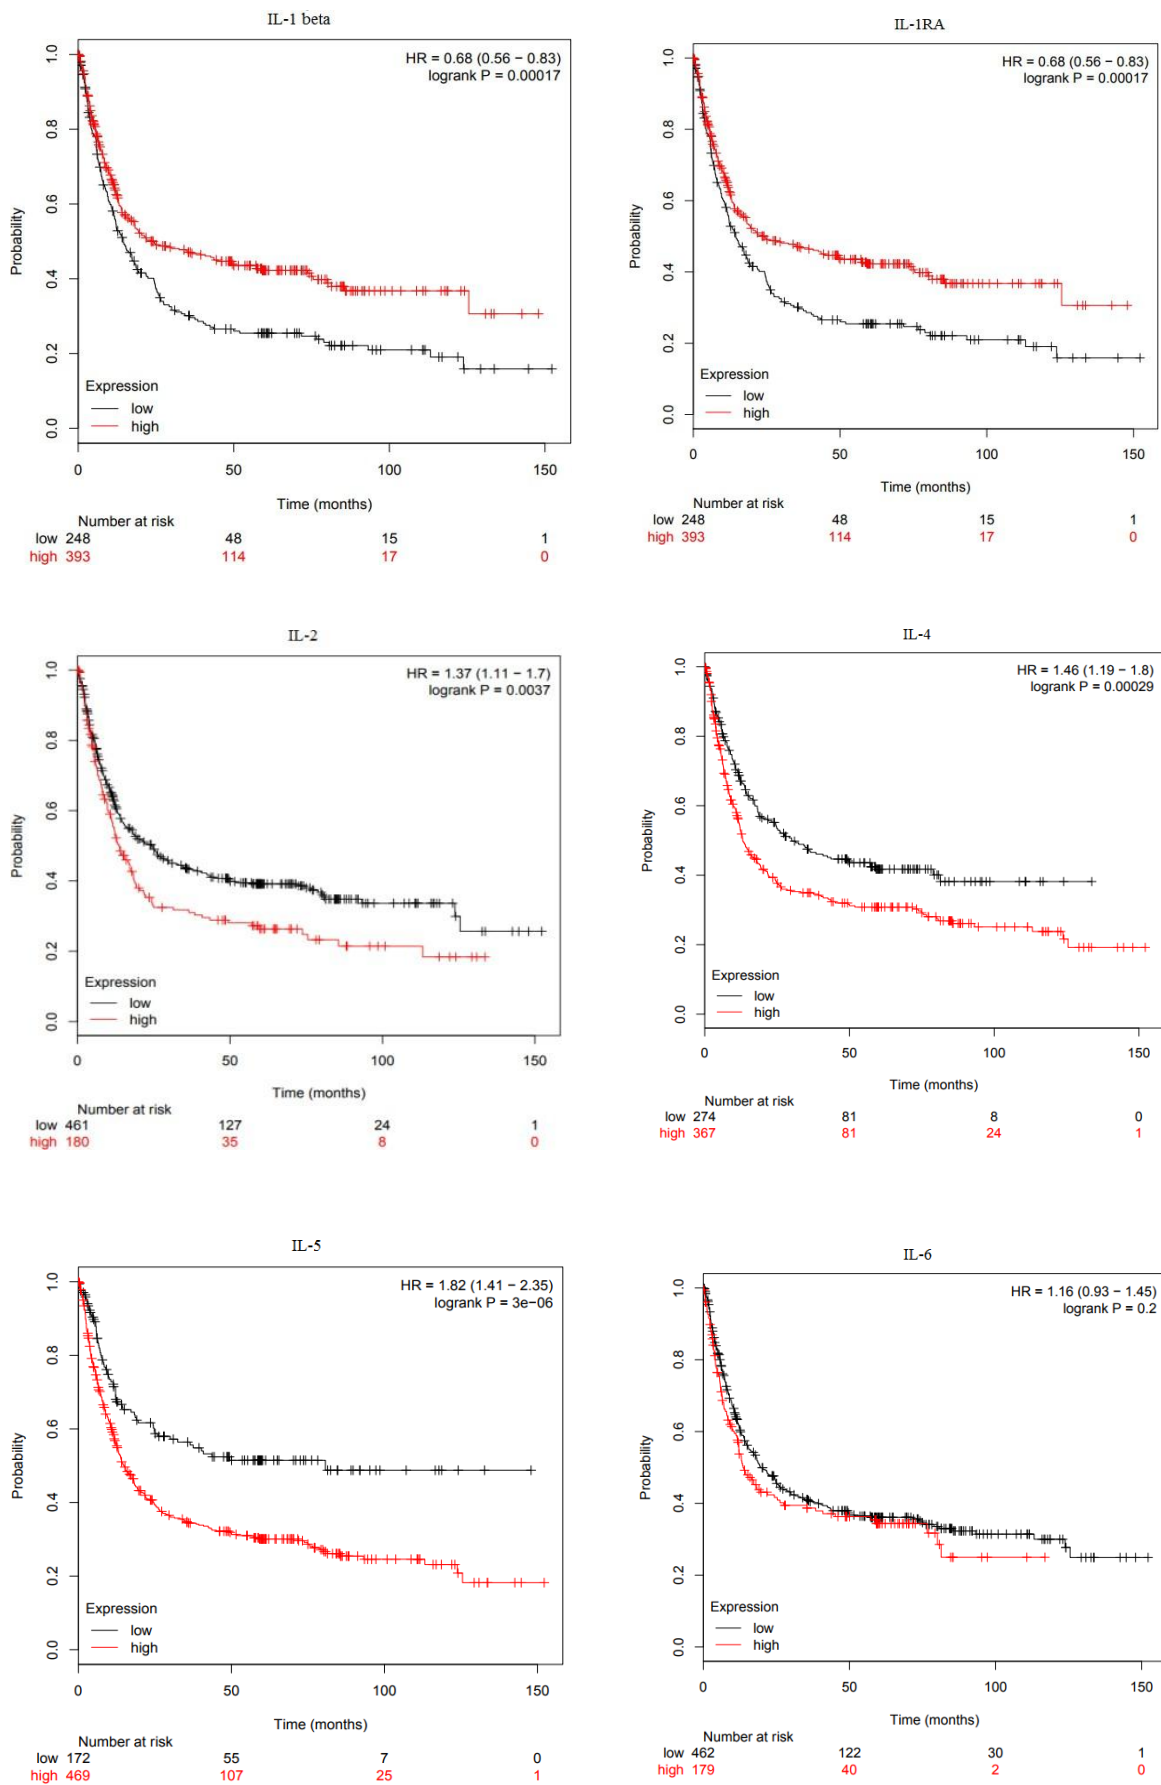 IL-1 beta
HR = 0.68 (0.56 − 0.83)
logrank P = 0.00017
Probability
1.0
0.8
0.6
0.4
0.2
0.0
Expression
low
high
0 50 100 150
Time (months)
Number at risk
low 248 48 15 1
high 393 114 17 0
IL-1RA
HR = 0.68 (0.56 − 0.83)
logrank P = 0.00017
Probability
1.0
0.8
0.6
0.4
0.2
0.0
Expression
low
high
0 50 100 150
Time (months)
Number at risk
low 248 48 15 1
high 393 114 17 0
IL-2
HR = 1.37 (1.11 − 1.7)
logrank P = 0.0037
Probability
1.0
0.8
0.6
0.4
0.2
0.0
Expression
low
high
0 50 100 150
Time (months)
Number at risk
low 461 127 24 1
high 180 35 8 0
IL-4
HR = 1.46 (1.19 − 1.8)
logrank P = 0.00029
Probability
1.0
0.8
0.6
0.4
0.2
0.0
Expression
low
high
0 50 100 150
Time (months)
Number at risk
low 274 81 8 0
high 367 81 24 1
IL-5
HR = 1.82 (1.41 − 2.35)
logrank P = 3e−06
Probability
1.0
0.8
0.6
0.4
0.2
0.0
Expression
low
high
0 50 100 150
Time (months)
Number at risk
low 172 55 7 0
high 469 107 25 1
IL-6
HR = 1.16 (0.93 − 1.45)
logrank P = 0.2
Probability
1.0
0.8
0.6
0.4
0.2
0.0
Expression
low
high
0 50 100 150
Time (months)
Number at risk
low 462 122 30 1
high 179 40 2 0